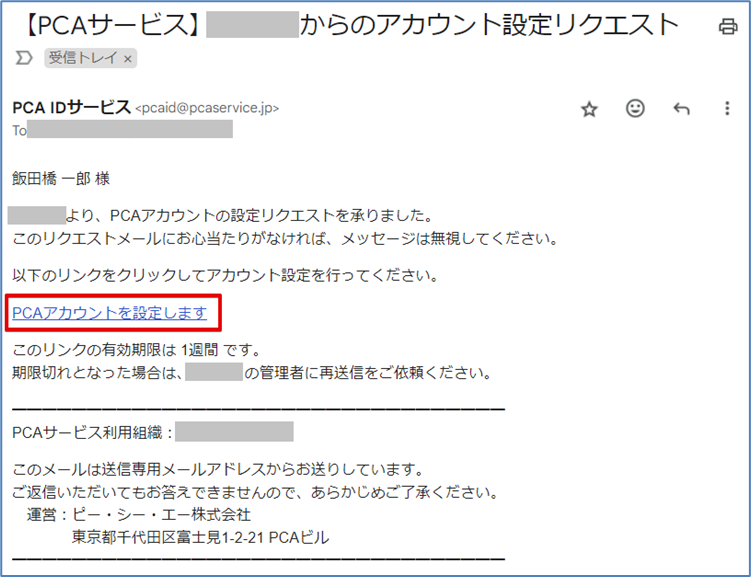 【PCAサービス】からのアカウント設定リクエスト
受信トレイ ×
PCA IDサービス <pcaid@pcaservice.jp>
To
飯田橋 一郎 様
より、PCAアカウントの設定リクエストを承りました。
このリクエストメールにお心当たりがなければ、メッセージは無視してください。
以下のリンクをクリックしてアカウント設定を行ってください。
PCAアカウントを設定します
このリンクの有効期限は 1週間 です。
期限切れとなった場合は、の管理者に再送信をご依頼ください。
PCAサービス利用組織：
このメールは送信専用メールアドレスからお送りしています。
ご返信いただいてもお答えできませんので、あらかじめご了承ください。
運営：ピー・シー・エー株式会社
東京都千代田区富士見1-2-21 PCAビル